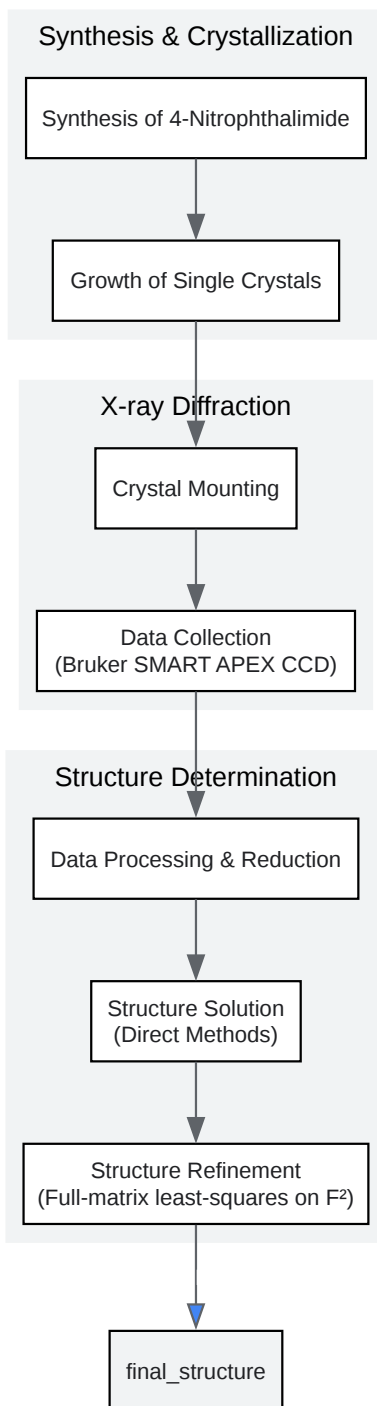 Synthesis & Crystallization
Synthesis of 4-Nitrophthalimide
Growth of Single Crystals
X-ray Diffraction
Crystal Mounting
Data Collection
(Bruker SMART APEX CCD)
Structure Determination
Data Processing & Reduction
Structure Solution
(Direct Methods)
Structure Refinement
(Full-matrix least-squares on F²)
final_structure